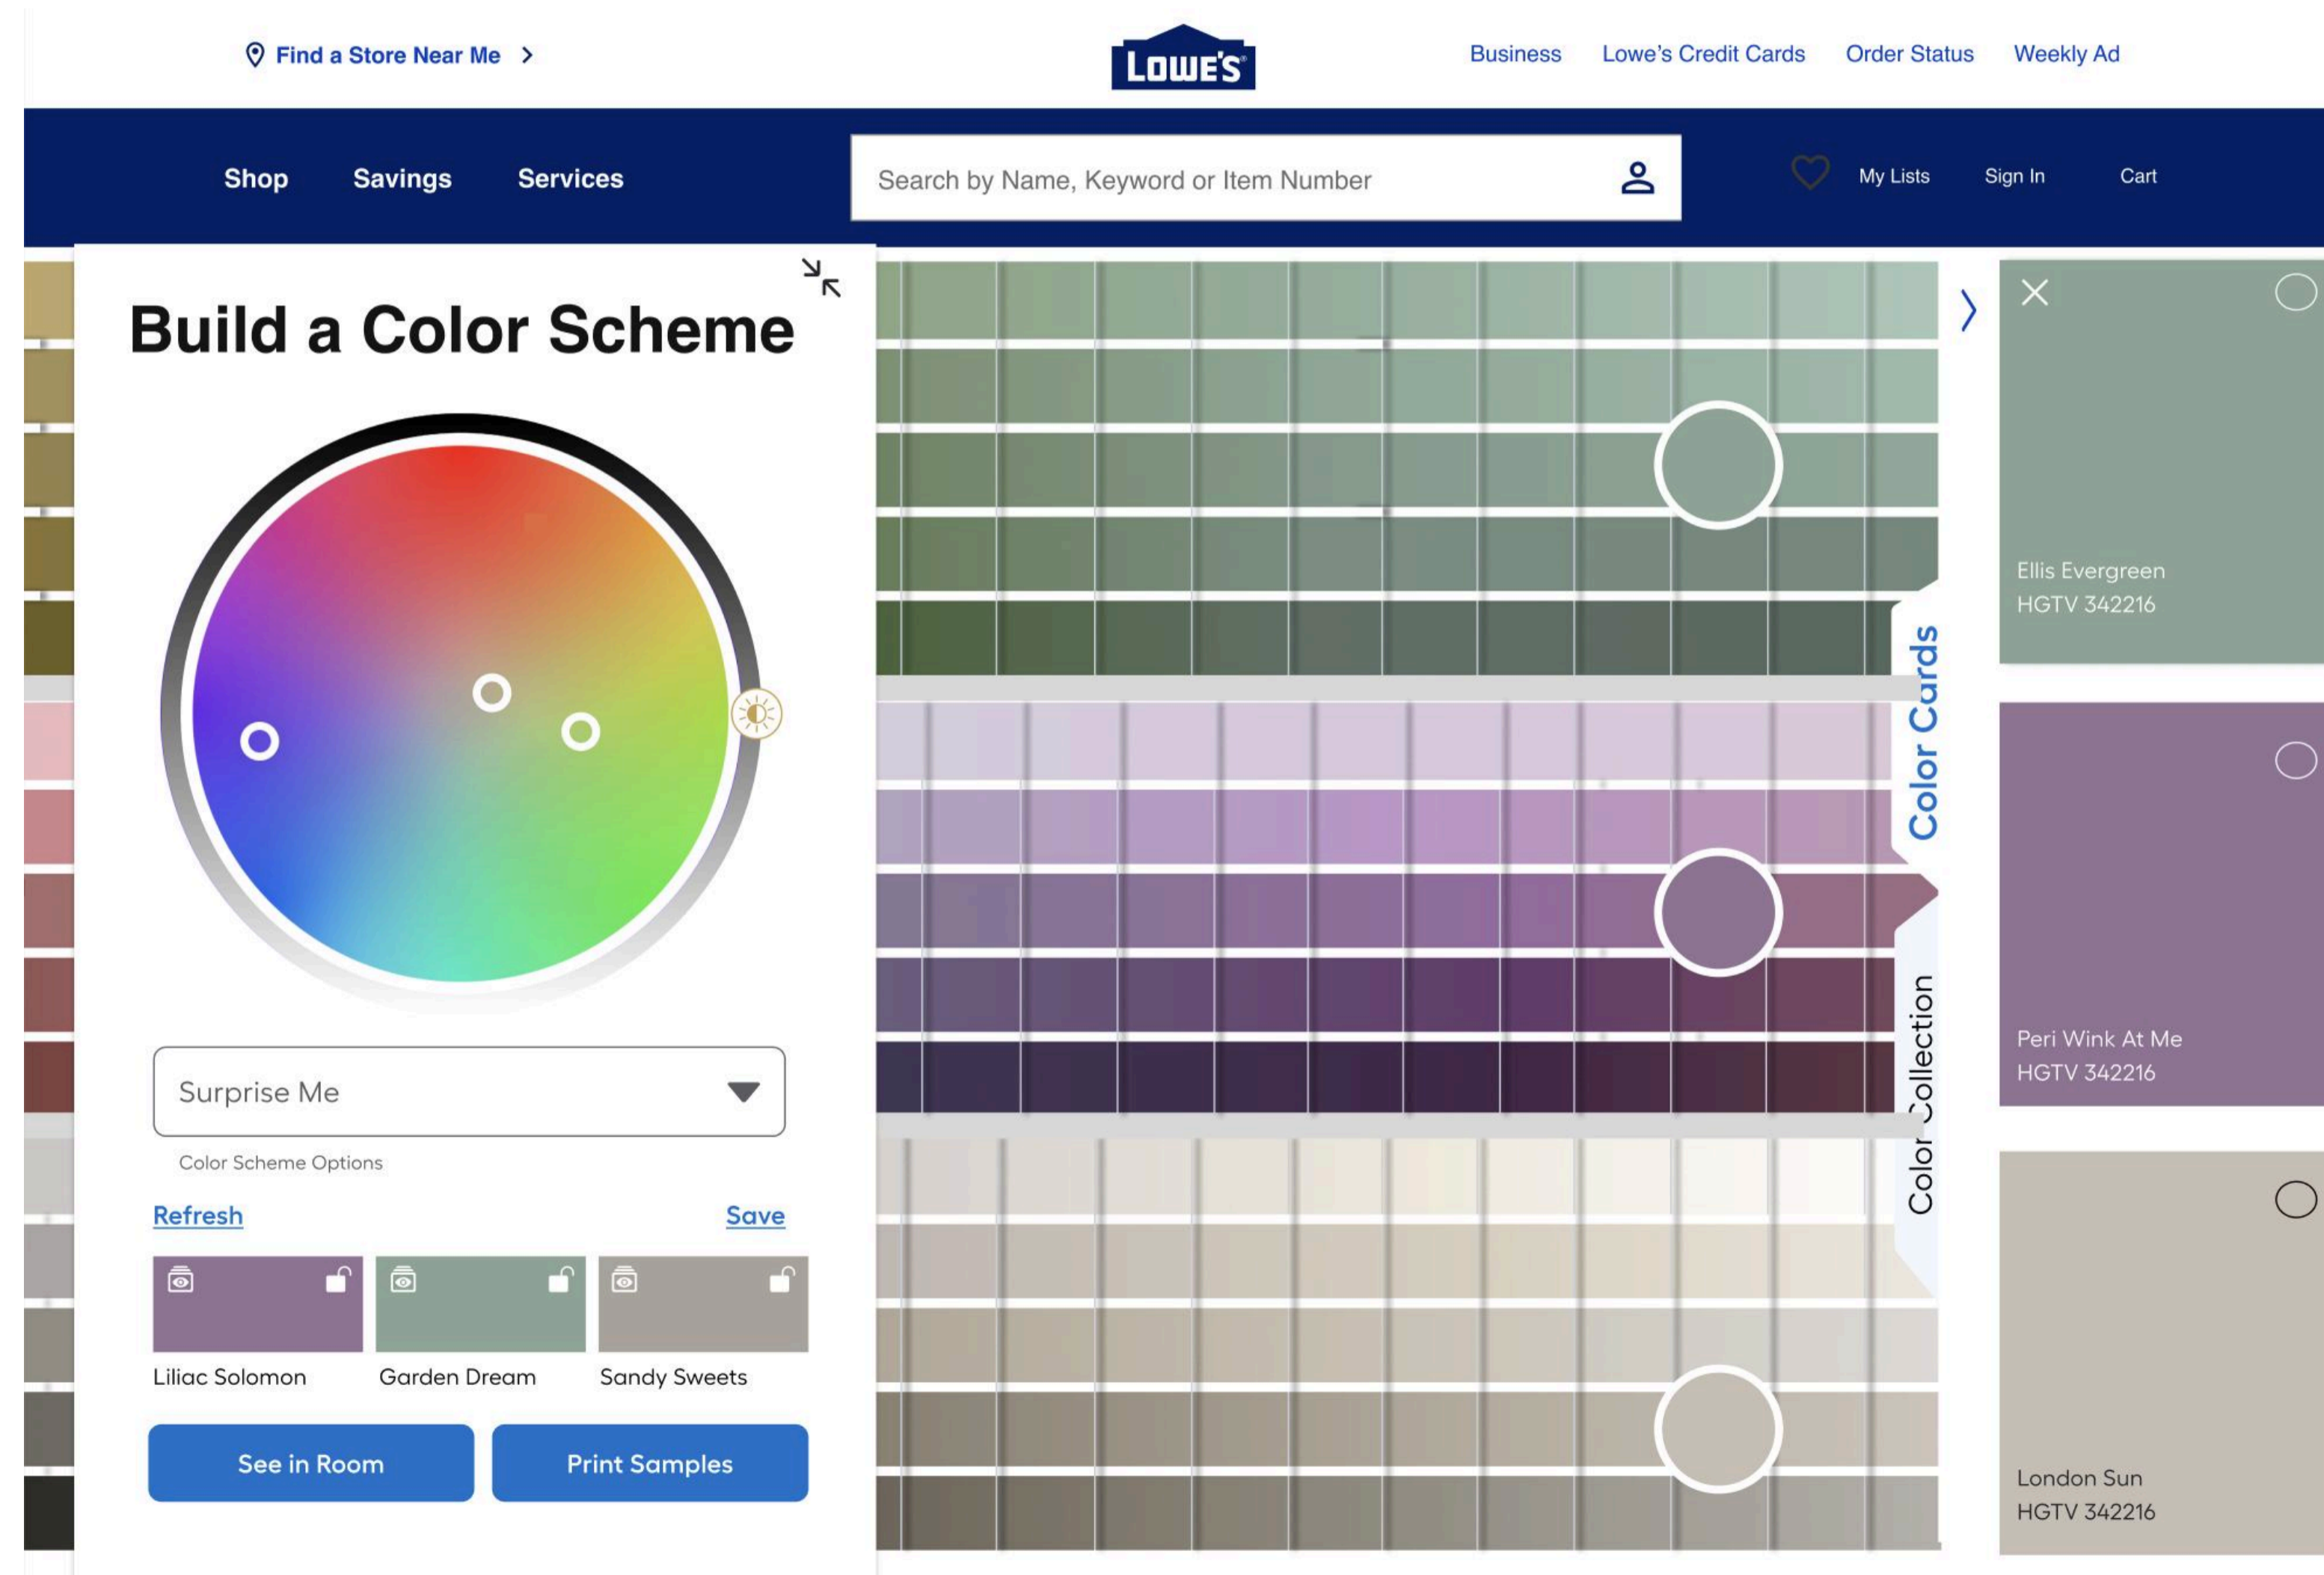 Find a Store Near Me
LOWE'S
Business Lowe's Credit Cards Order Status Weekly Ad
Shop Savings Services
Search by Name, Keyword or Item Number
My Lists Sign In Cart
Build a Color Scheme
Surprise Me
Color Scheme Options
Refresh Save
Liliac Solomon Garden Dream Sandy Sweets
See in Room Print Samples
Color Cards
Color Collection
Ellis Evergreen
HGTV 342216
Peri Wink At Me
HGTV 342216
London Sun
HGTV 342216